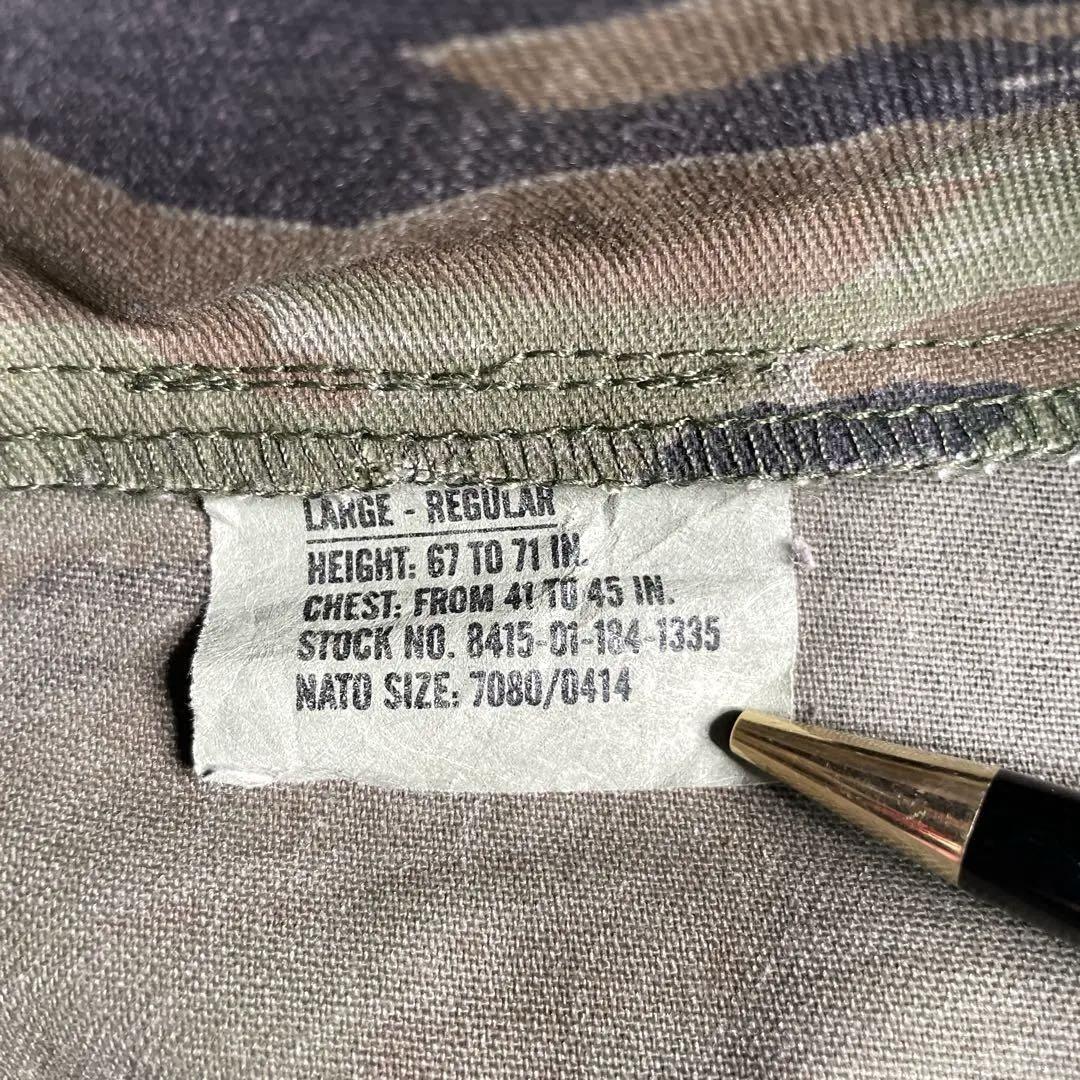 LARGE - REGULAR
HEIGHT: 67 TO 71 IN.
CHEST: FROM 41 TO 45 IN.
STOCK NO. 8415-01-184-1335
NATO SIZE: 7080/0414